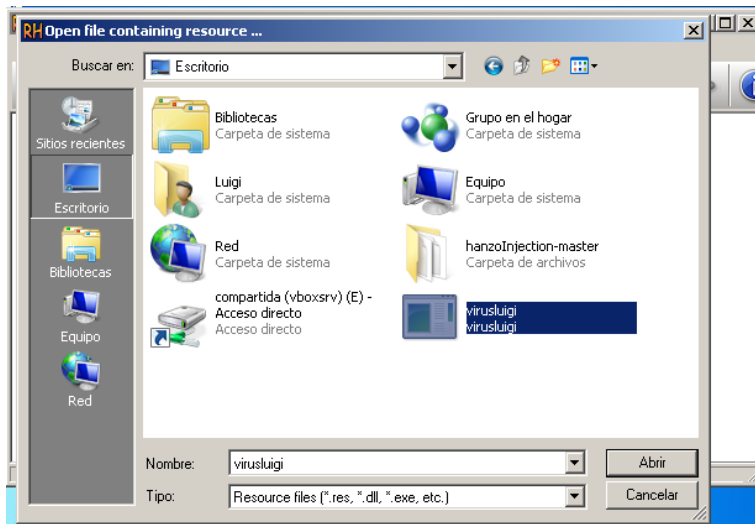 RH Open file containing resource ...
Buscar en: Escritorio
Sitios recientes
Escritorio
Bibliotecas
Equipo
Red
Bibliotecas
Carpeta de sistema
Grupo en el hogar
Carpeta de sistema
Luigi
Carpeta de sistema
Equipo
Carpeta de sistema
Red
Carpeta de sistema
hanzoInjection-master
Carpeta de archivos
compartida (vboxsrv) (E) -
Acceso directo
Acceso directo
virusluigi
virusluigi
Nombre: virusluigi Abrir
Tipo: Resource files (*.res, *.dll, *.exe, etc.) Cancelar